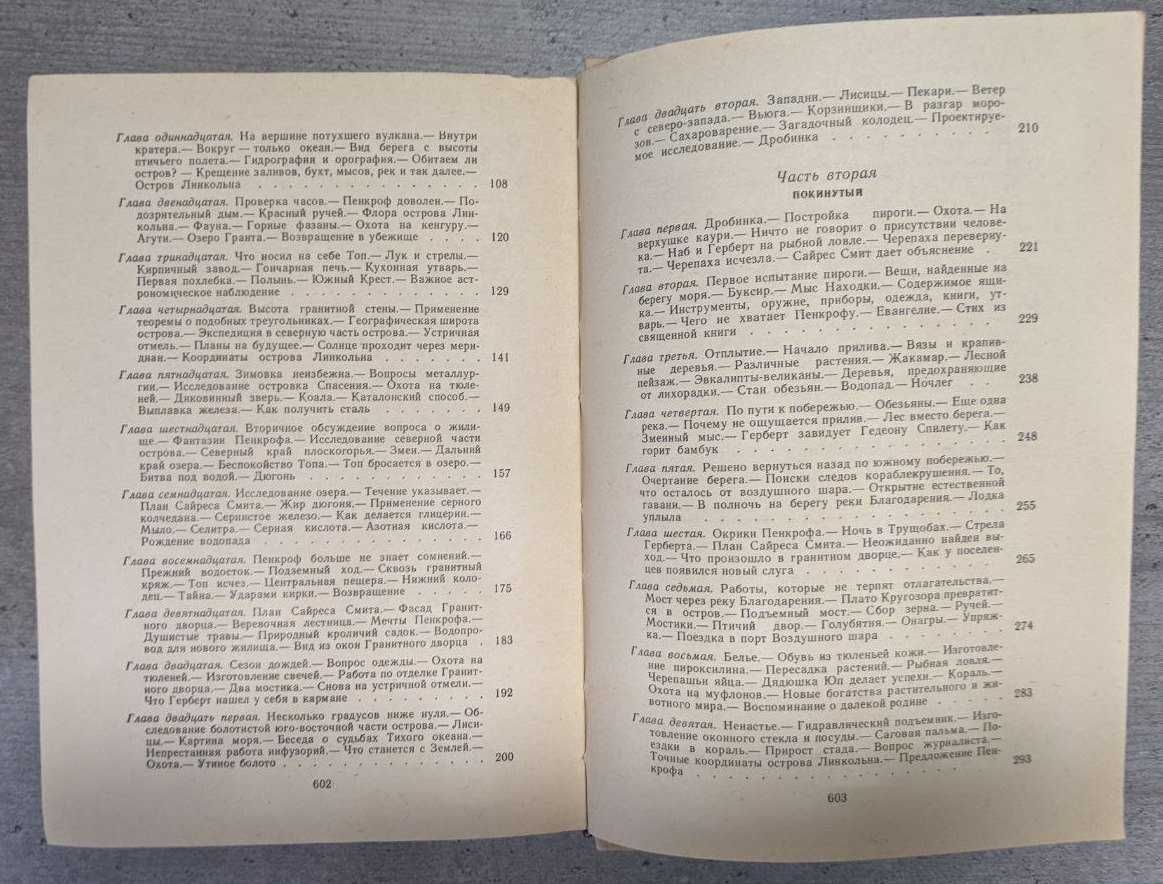 Глава одиннадцатая. На вершине потухшего вулкана.— Внутри
кратера.— Вокруг — только океан.— Вид берега с высоты
птичьего полета.— Гидрография и орография.— Обитаем ли
остров? — Крещение заливов, бухт, мысов, рек и так далее.—
Остров Линкольна . . . . . . . . . . . . . . . 108
Глава двенадцатая. Проверка часов.— Пенкроф доволен.— По-
дозрительный дым.— Красный ручей.— Флора острова Лин-
кольна.— Фауна.— Горные фазаны.— Охота на кенгуру.—
Агути.— Озеро Гранта.— Возвращение в убежище . . . . 120
Глава тринадцатая. Что носил на себе Топ.— Лук и стрелы.—
Кирпичный завод.— Гончарная печь.— Кухонная утварь.—
Первая похлебка.— Полынь.— Южный Крест.— Важное аст-
рономическое наблюдение . . . . . . . . . . . . 129
Глава четырнадцатая. Высота гранитной стены.— Применение
теоремы о подобных треугольниках.— Географическая широта
острова.— Экспедиция в северную часть острова.— Устричная
отмель.— Планы на будущее.— Солнце проходит через мери-
диан.— Координаты острова Линкольна . . . . . . . 141
Глава пятнадцатая. Зимовка неизбежна.— Вопросы металлур-
гии.— Исследование островка Спасения.— Охота на тюле-
ней.— Диковинный зверь.— Коала.— Каталонский способ.—
Выплавка железа.— Как получить сталь . . . . . . . 149
Глава шестнадцатая. Вторичное обсуждение вопроса о жили-
ще.— Фантазии Пенкрофа.— Исследование северной части
острова.— Северный край плоскогорья.— Змеи.— Дальний
край озера.— Беспокойство Топа.— Топ бросается в озеро.—
Битва под водой.— Дюгонь . . . . . . . . . . . . 157
Глава семнадцатая. Исследование озера.— Течение указывает.—
План Сайреса Смита.— Жир дюгоня.— Применение серного
колчедана.— Сернистое железо.— Как делается глицерин.—
Мыло.— Селитра.— Серная кислота.— Азотная кислота.—
Рождение водопада . . . . . . . . . . . . . . . 166
Глава восемнадцатая. Пенкроф больше не знает сомнений.—
Прежний водосток.— Подземный ход.— Сквозь гранитный
кряж.— Топ исчез.— Центральная пещера.— Нижний коло-
дец.— Тайна.— Ударами кирки.— Возвращение . . . . . 175
Глава девятнадцатая. План Сайреса Смита.— Фасад Гранит-
ного дворца.— Веревочная лестница.— Мечты Пенкрофа.—
Душистые травы.— Природный кроличий садок.— Водопро-
вод для нового жилища.— Вид из окон Гранитного дворца . 183
Глава двадцатая. Сезон дождей.— Вопрос одежды.— Охота на
тюленей.— Изготовление свечей.— Работа по отделке Гранит-
ного дворца.— Два мостика.— Снова на устричной отмели.—
Что Герберт нашел у себя в кармане . . . . . . . . 192
Глава двадцать первая. Несколько градусов ниже нуля.— Об-
следование болотистой юго-восточной части острова.— Лиси-
цы.— Картина моря.— Беседа о судьбах Тихого океана.—
Непрестанная работа инфузорий.— Что станется с Землей.—
Охота.— Утиное болото . . . . . . . . . . . . . 200
602
Глава двадцать вторая. Западни.— Лисицы.— Пекари.— Ветер
с северо-запада.— Вьюга.— Корзинщики.— В разгар моро-
зов.— Сахароварение.— Загадочный колодец.— Проектируе-
мое исследование.— Дробинка . . . . . . . . . . 210
Часть вторая
ПОКИНУТЫЙ
Глава первая. Дробинка.— Постройка пироги.— Охота.— На
верхушке каури.— Ничто не говорит о присутствии челове-
ка.— Наб и Герберт на рыбной ловле.— Черепаха переверну-
та.— Черепаха исчезла.— Сайрес Смит дает объяснение . 221
Глава вторая. Первое испытание пироги.— Вещи, найденные на
берегу моря.— Буксир.— Мыс Находки.— Содержимое ящи-
ка.— Инструменты, оружие, приборы, одежда, книги, ут-
варь.— Чего не хватает Пенкрофу.— Евангелие.— Стих из
священной книги . . . . . . . . . . . . . . . 229
Глава третья. Отплытие.— Начало прилива.— Вязы и крапив-
ные деревья.— Различные растения.— Жакамар.— Лесной
пейзаж.— Эвкалипты-великаны.— Деревья, предохраняющие
от лихорадки.— Стаи обезьян.— Водопад.— Ночлег . . 238
Глава четвертая. По пути к побережью.— Обезьяны.— Еще одна
река.— Почему не ощущается прилив.— Лес вместо берега.—
Змеиный мыс.— Герберт завидует Гедеону Спилету.— Как
горит бамбук . . . . . . . . . . . . . . . . 248
Глава пятая. Решено вернуться назад по южному побережью.—
Очертание берега.— Поиски следов кораблекрушения.— То,
что осталось от воздушного шара.— Открытие естественной
гавани.— В полночь на берегу реки Благодарения.— Лодка
уплыла . . . . . . . . . . . . . . . . . . 255
Глава шестая. Окрики Пенкрофа.— Ночь в Трущобах.— Стрела
Герберта.— План Сайреса Смита.— Неожиданно найден вы-
ход.— Что произошло в гранитном дворце.— Как у поселен-
цев появился новый слуга . . . . . . . . . . . . 265
Глава седьмая. Работы, которые не терпят отлагательства.—
Мост через реку Благодарения.— Плато Кругозора превратит-
ся в остров.— Подъемный мост.— Сбор зерна.— Ручей.—
Мостики.— Птичий двор.— Голубятня.— Онагры.— Упряж-
ка.— Поездка в порт Воздушного шара . . . . . . . 274
Глава восьмая. Белье.— Обувь из тюленьей кожи.— Изготовле-
ние пироксилина.— Пересадка растений.— Рыбная ловля.—
Черепашьи яйца.— Дядюшка Юп делает успехи.— Кораль.—
Охота на муфлонов.— Новые богатства растительного и жи-
вотного мира.— Воспоминание о далекой родине . . . . 283
Глава девятая. Ненастье.— Гидравлический подъемник.— Изго-
товление оконного стекла и посуды.— Саговая пальма.— По-
ездки в кораль.— Прирост стада.— Вопрос журналиста.—
Точные координаты острова Линкольна.— Предложение Пен-
крофа . . . . . . . . . . . . . . . . . . 293
603